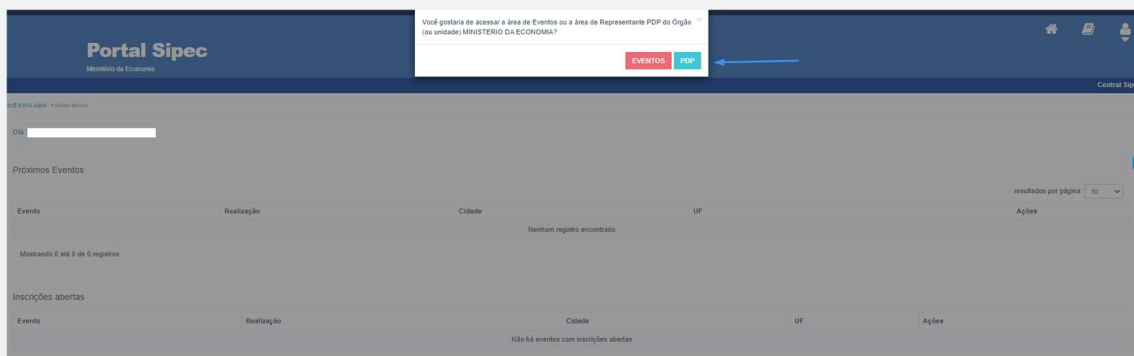 Você gostaria de acessar a área de Eventos ou a área de Representante PDP do Órgão
(ou unidade) MINISTERIO DA ECONOMIA?
×
EVENTOS PDP
Portal Sipec
Ministério da Economia
Central Sip
OCÊ ESTÁ AQUI: PÁGINA INICIAL
Olá
Próximos Eventos
resultados por página: 50
Evento Realização Cidade UF Ações
Nenhum registro encontrado
Mostrando 0 até 0 de 0 registros
Inscrições abertas
Evento Realização Cidade UF Ações
Não há eventos com inscrições abertas